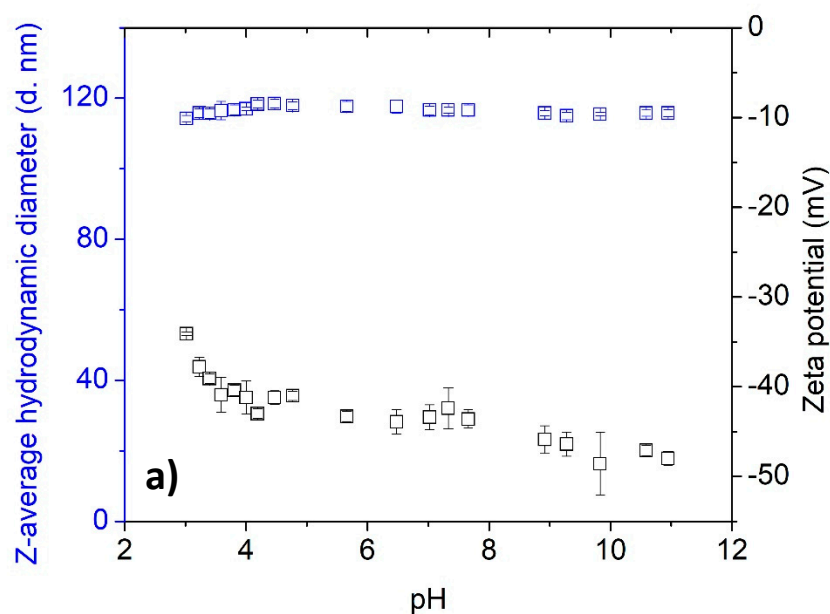 Z-average hydrodynamic diameter (d. nm)
120
80
40
0
0
-10
-20
-30
-40
-50
Zeta potential (mV)
a)
2 4 6 8 10 12
pH